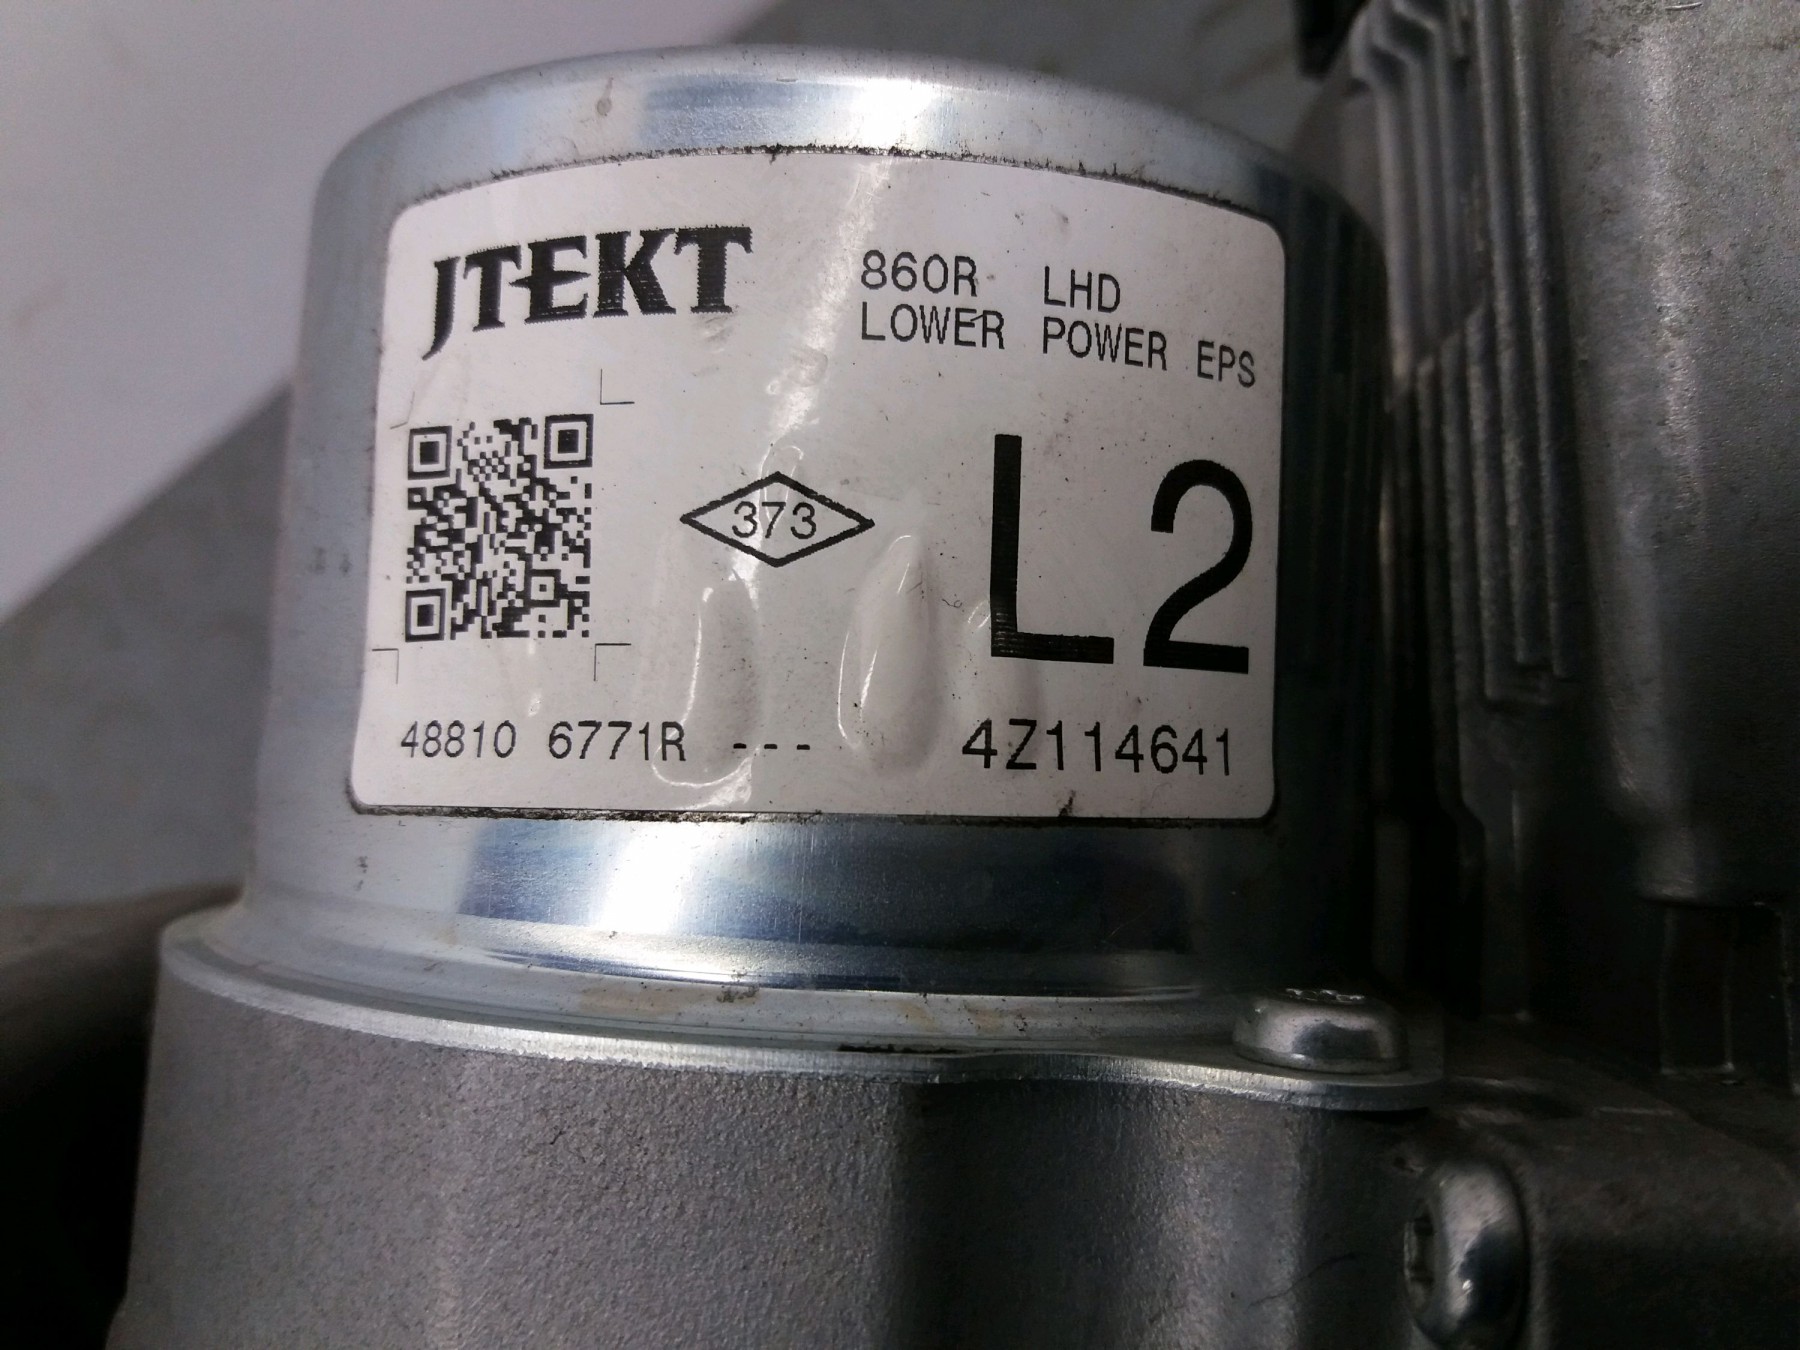 JTEKT
860R LHD
LOWER POWER EPS
373
L2
48810 6771R ---
4Z114641